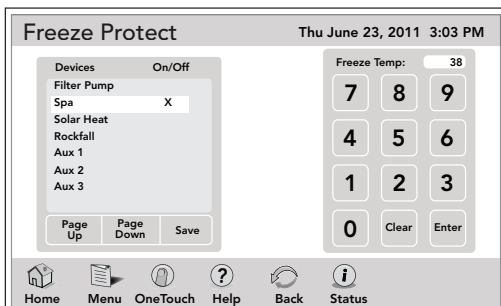 Freeze Protect Thu June 23, 2011 3:03 PM
Devices On/Off
Filter Pump
Spa X
Solar Heat
Rockfall
Aux 1
Aux 2
Aux 3
Page Up Page Down Save
Freeze Temp: 38
7 8 9
4 5 6
1 2 3
0 Clear Enter
? i
Home Menu OneTouch Help Back Status